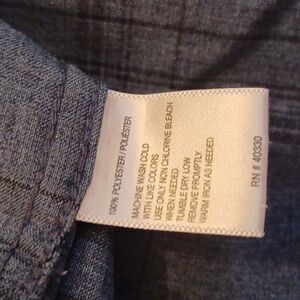 100% POLYESTER / POLIÉSTER
MACHINE WASH COLD
WITH LIKE COLORS
USE ONLY NON CHLORINE BLEACH
WHEN NEEDED
TUMBLE DRY LOW
REMOVE PROMPTLY
WARM IRON AS NEEDED
RN # 40330